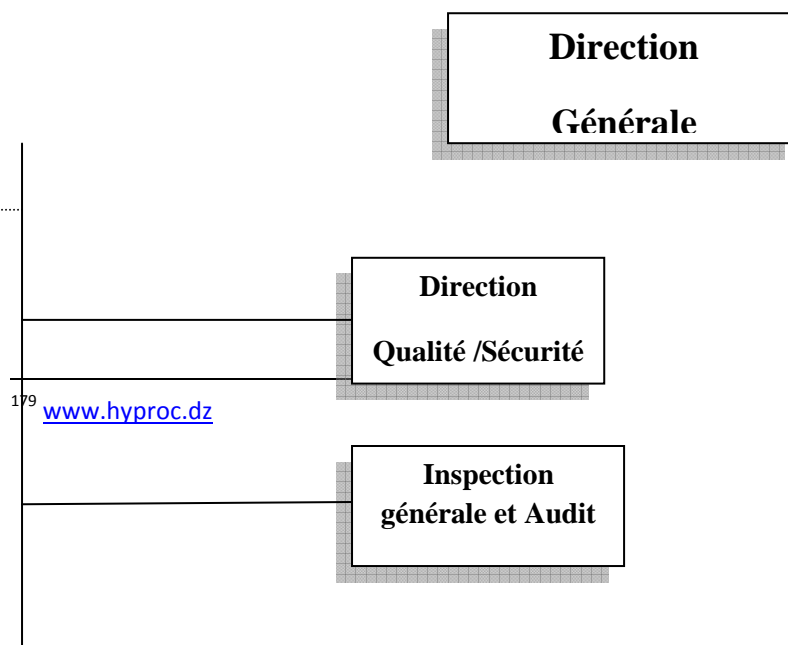 Direction
Générale
Direction
Qualité /Sécurité
179 www.hyproc.dz
Inspection
générale et Audit